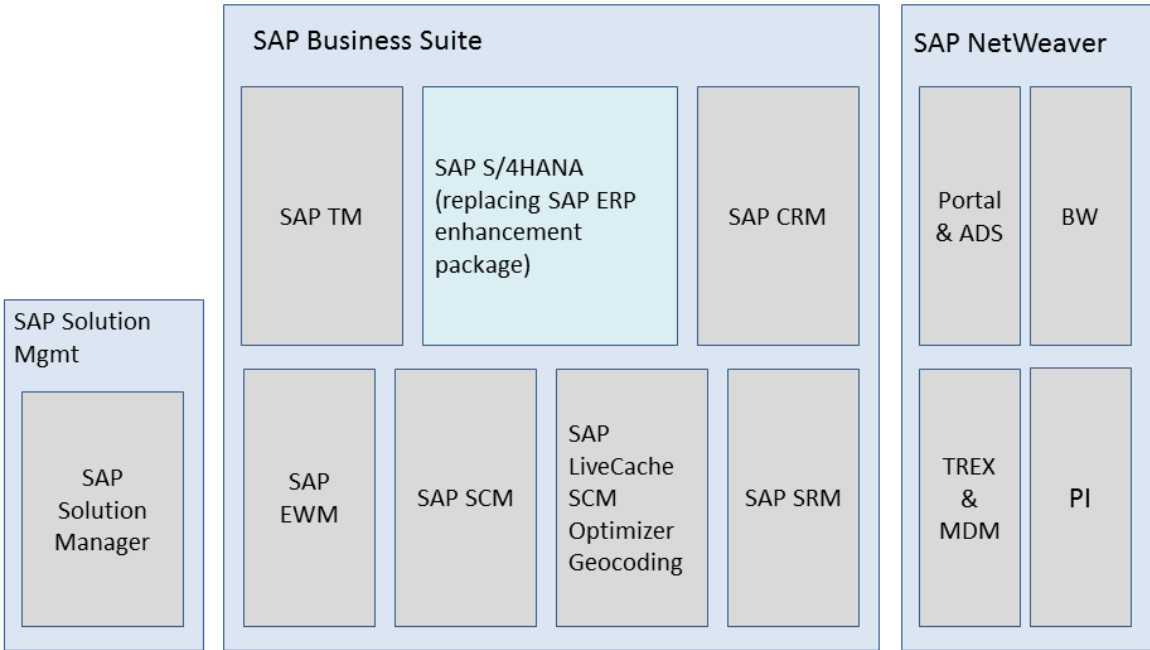 SAP Business Suite
SAP NetWeaver
SAP TM
SAP S/4HANA
(replacing SAP ERP
enhancement
package)
SAP CRM
Portal
& ADS
BW
SAP Solution
Mgmt
SAP
Solution
Manager
SAP
EWM
SAP SCM
SAP
LiveCache
SCM
Optimizer
Geocoding
SAP SRM
TREX
&
MDM
PI